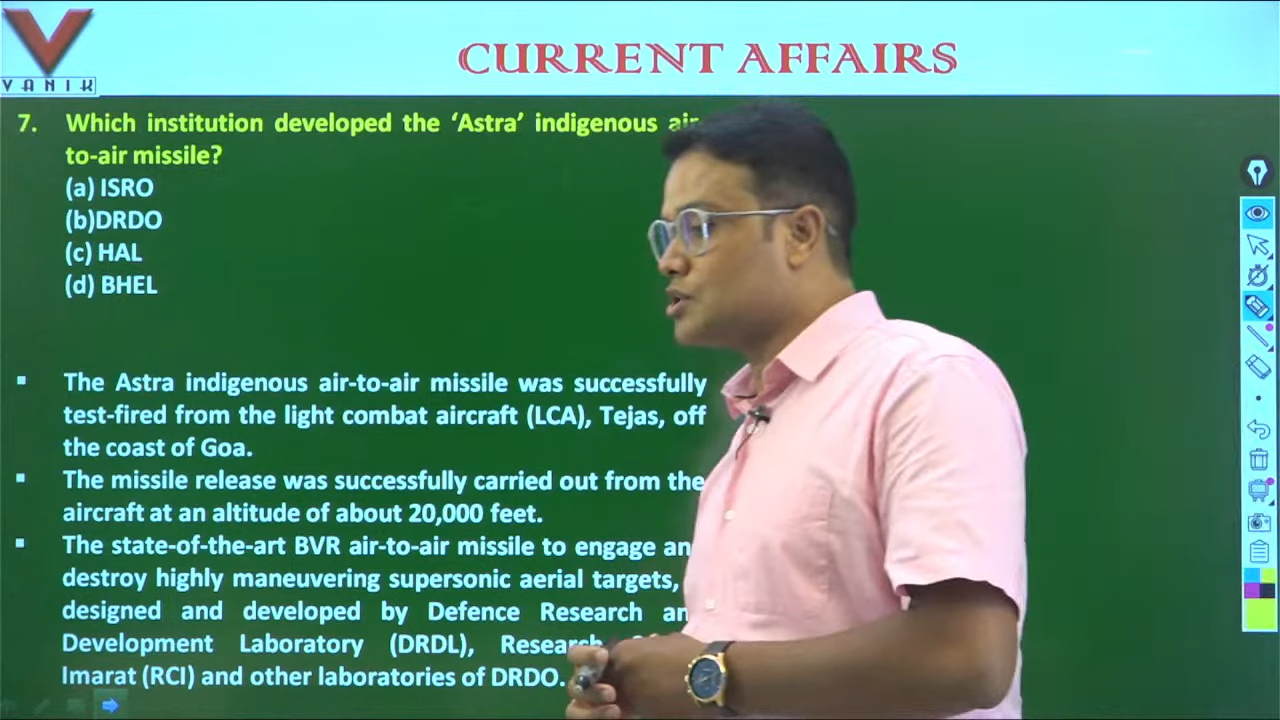 VANIK
CURRENT AFFAIRS
7. Which institution developed the ‘Astra’ indigenous air-
to-air missile?
(a) ISRO
(b)DRDO
(c) HAL
(d) BHEL
▪ The Astra indigenous air-to-air missile was successfully
test-fired from the light combat aircraft (LCA), Tejas, off
the coast of Goa.
▪ The missile release was successfully carried out from the
aircraft at an altitude of about 20,000 feet.
▪ The state-of-the-art BVR air-to-air missile to engage
destroy highly maneuvering supersonic aerial targets,
designed and developed by Defence Research
Development Laboratory (DRDL),
Imarat (RCI) and other laboratories of DRDO.